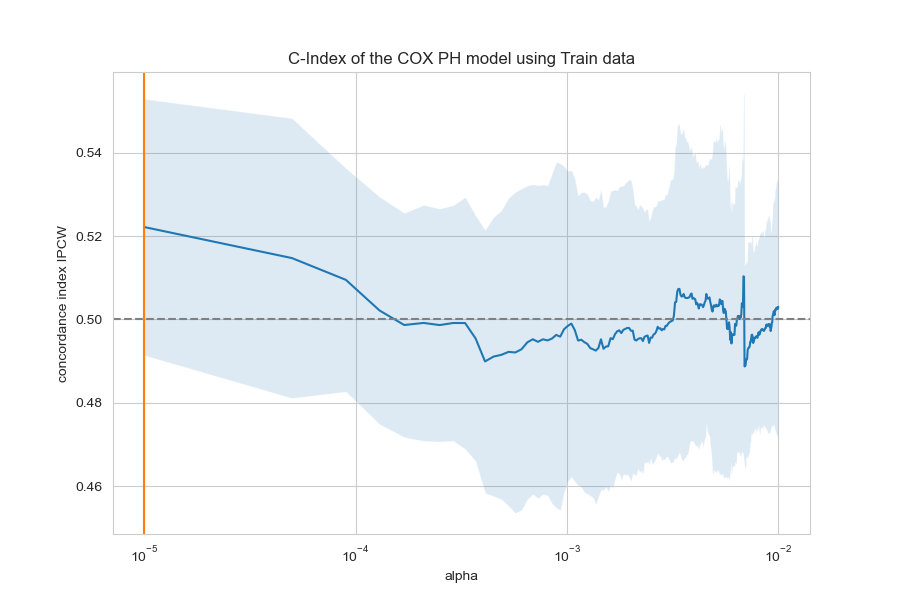 C-Index of the COX PH model using Train data
concordance index IPCW
0.54
0.52
0.50
0.48
0.46
10⁻⁵ 10⁻⁴ 10⁻³ 10⁻²
alpha